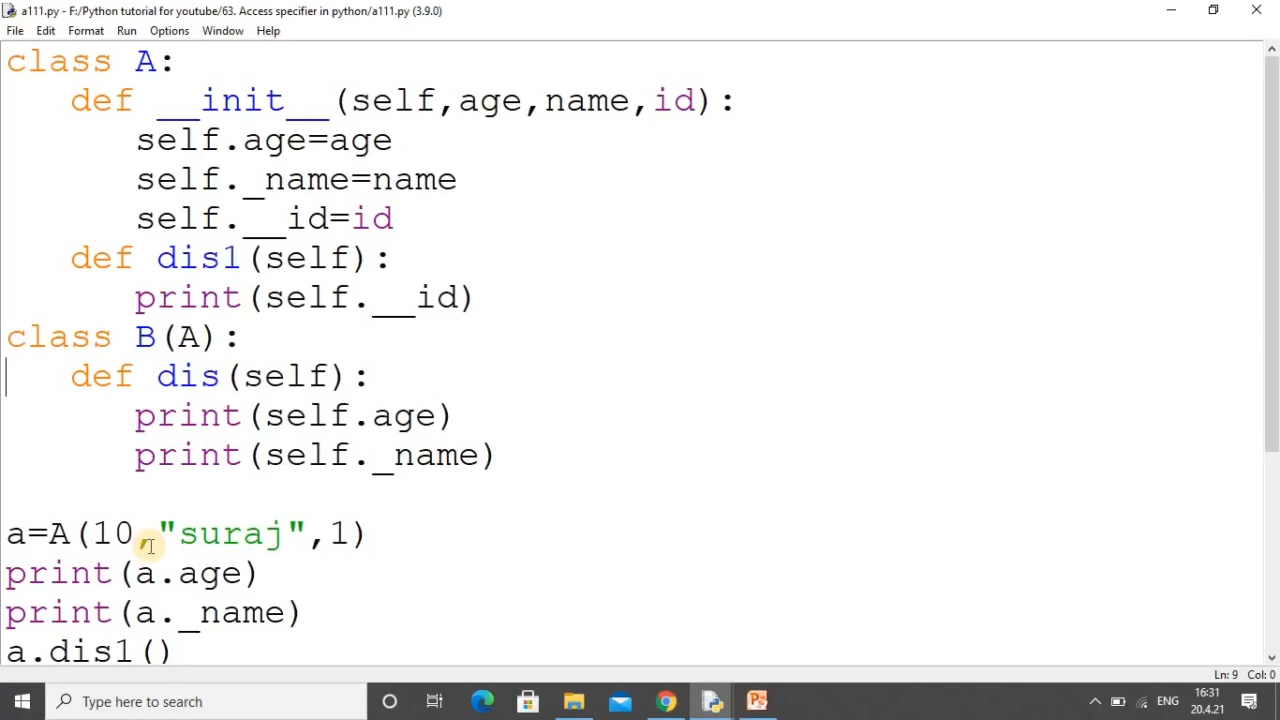 a111.py - F:/Python tutorial for youtube/63. Access specifier in python/a111.py (3.9.0)
File Edit Format Run Options Window Help
class A:
    def __init__(self,age,name,id):
        self.age=age
        self._name=name
        self.__id=id
    def dis1(self):
        print(self.__id)
class B(A):
    def dis(self):
        print(self.age)
        print(self._name)
a=A(10,"suraj",1)
print(a.age)
print(a._name)
a.dis1()
Ln: 9 Col: 0
Type here to search
ENG
16:31
20.4.21